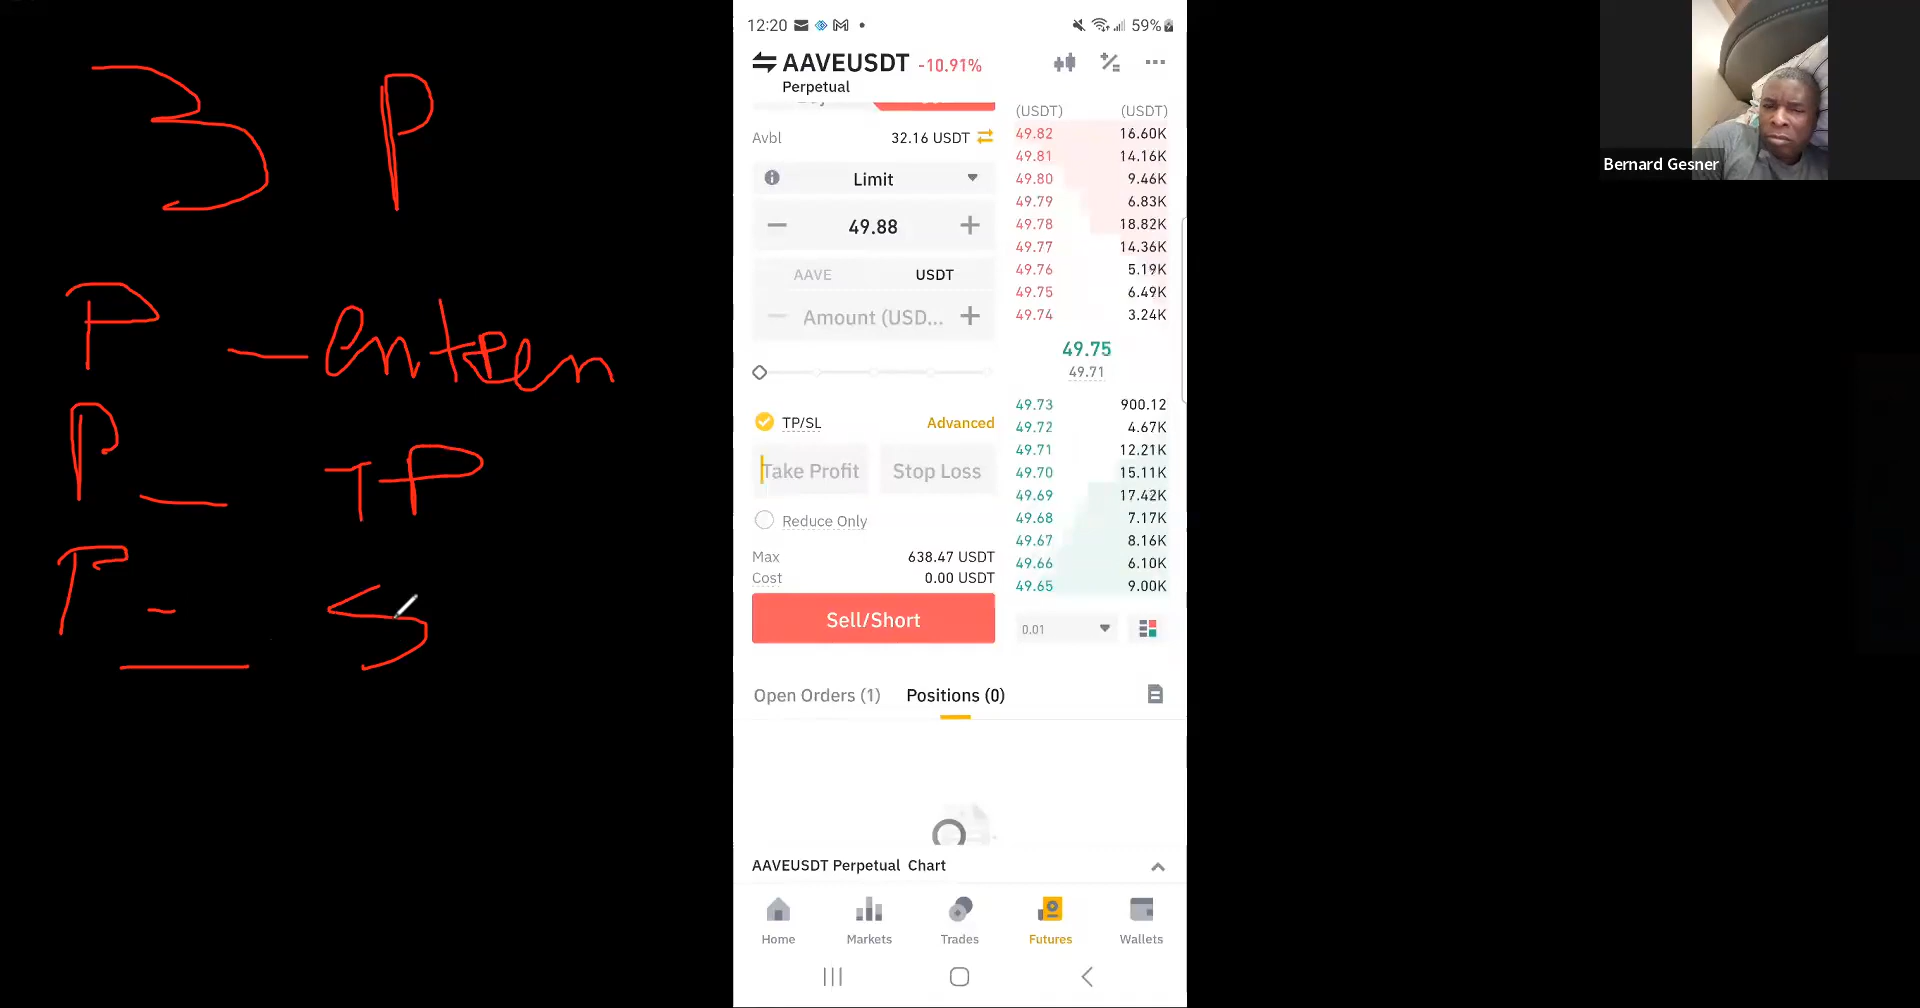 3 P
P
P — TP
P - S
12:20
59%
AAVEUSDT -10.91%
Perpetual
(USDT) (USDT)
Avbl 32.16 USDT
Limit
49.88
AAVE USDT
Amount (USD...
TP/SL Advanced
Take Profit Stop Loss
Reduce Only
Max 638.47 USDT
Cost 0.00 USDT
Sell/Short
49.82 16.60K
49.81 14.16K
49.80 9.46K
49.79 6.83K
49.78 18.82K
49.77 14.36K
49.76 5.19K
49.75 6.49K
49.74 3.24K
49.75
49.71
49.73 900.12
49.72 4.67K
49.71 12.21K
49.70 15.11K
49.69 17.42K
49.68 7.17K
49.67 8.16K
49.66 6.10K
49.65 9.00K
0.01
Open Orders (1) Positions (0)
AAVEUSDT Perpetual Chart
Home Markets Trades Futures Wallets
Bernard Gesner